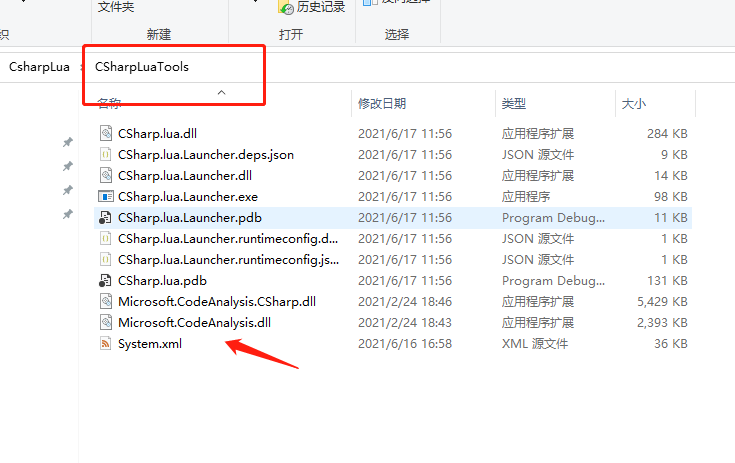 文件夹
历史记录
织
新建
打开
选择
CsharpLua
CSharpLuaTools
名称 修改日期 类型 大小
CSharp.lua.dll 2021/6/17 11:56 应用程序扩展 284 KB
CSharp.lua.Launcher.deps.json 2021/6/17 11:56 JSON 源文件 9 KB
CSharp.lua.Launcher.dll 2021/6/17 11:56 应用程序扩展 14 KB
CSharp.lua.Launcher.exe 2021/6/17 11:56 应用程序 98 KB
CSharp.lua.Launcher.pdb 2021/6/17 11:56 Program Debug... 11 KB
CSharp.lua.Launcher.runtimeconfig.d... 2021/6/17 11:56 JSON 源文件 1 KB
CSharp.lua.Launcher.runtimeconfig.js... 2021/6/17 11:56 JSON 源文件 1 KB
CSharp.lua.pdb 2021/6/17 11:56 Program Debug... 131 KB
Microsoft.CodeAnalysis.CSharp.dll 2021/2/24 18:46 应用程序扩展 5,429 KB
Microsoft.CodeAnalysis.dll 2021/2/24 18:43 应用程序扩展 2,393 KB
System.xml 2021/6/16 16:58 XML 源文件 36 KB